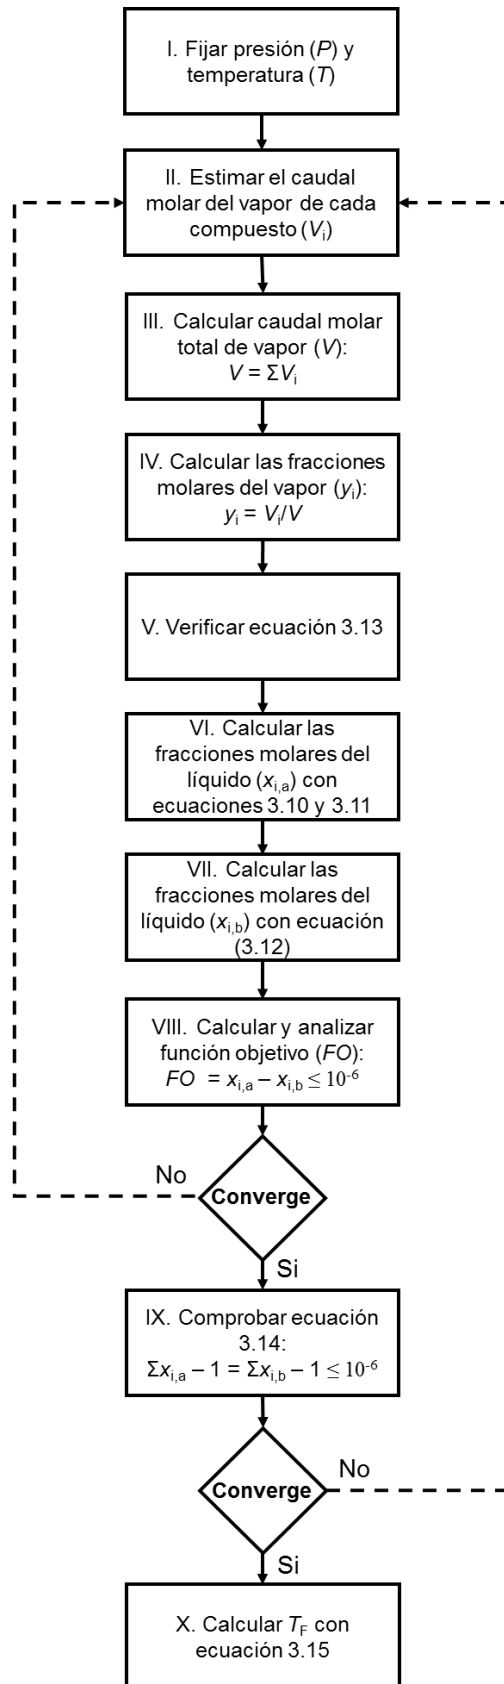 I. Fijar presión (P) y
temperatura (T)
II. Estimar el caudal
molar del vapor de cada
compuesto (Vi)
III. Calcular caudal molar
total de vapor (V):
V = ΣVi
IV. Calcular las fracciones
molares del vapor (yi):
yi = Vi/V
V. Verificar ecuación 3.13
VI. Calcular las
fracciones molares del
líquido (xi,a) con
ecuaciones 3.10 y 3.11
VII. Calcular las
fracciones molares del
líquido (xi,b) con ecuación
(3.12)
VIII. Calcular y analizar
función objetivo (FO):
FO = xi,a – xi,b ≤ 10⁻⁶
No
Converge
Si
IX. Comprobar ecuación
3.14:
Σxi,a – 1 = Σxi,b – 1 ≤ 10⁻⁶
No
Converge
Si
X. Calcular TF con
ecuación 3.15